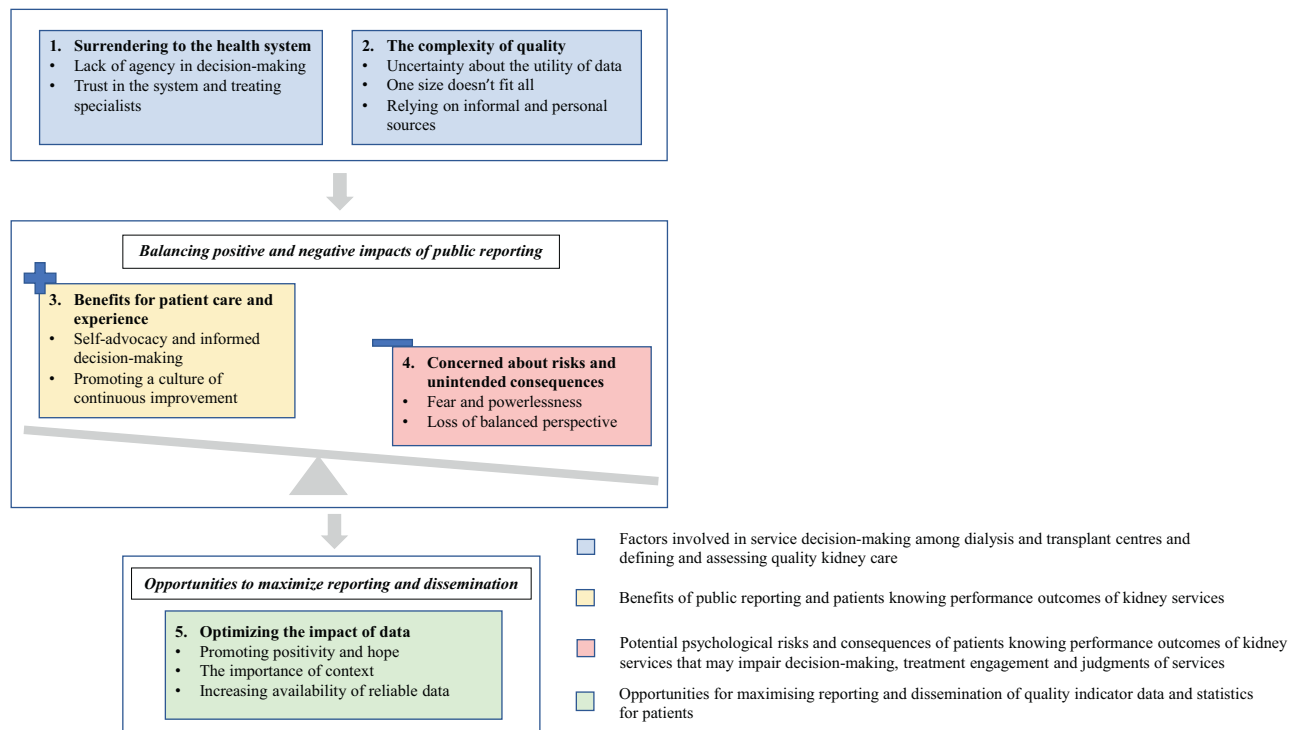 1. Surrendering to the health system
• Lack of agency in decision-making
• Trust in the system and treating
specialists
2. The complexity of quality
• Uncertainty about the utility of data
• One size doesn't fit all
• Relying on informal and personal
sources
Balancing positive and negative impacts of public reporting
3. Benefits for patient care and
experience
• Self-advocacy and informed
decision-making
• Promoting a culture of
continuous improvement
4. Concerned about risks and
unintended consequences
• Fear and powerlessness
• Loss of balanced perspective
Opportunities to maximize reporting and dissemination
5. Optimizing the impact of data
• Promoting positivity and hope
• The importance of context
• Increasing availability of reliable data
Factors involved in service decision-making among dialysis and transplant centres and
defining and assessing quality kidney care
Benefits of public reporting and patients knowing performance outcomes of kidney services
Potential psychological risks and consequences of patients knowing performance outcomes of kidney
services that may impair decision-making, treatment engagement and judgments of services
Opportunities for maximising reporting and dissemination of quality indicator data and statistics
for patients